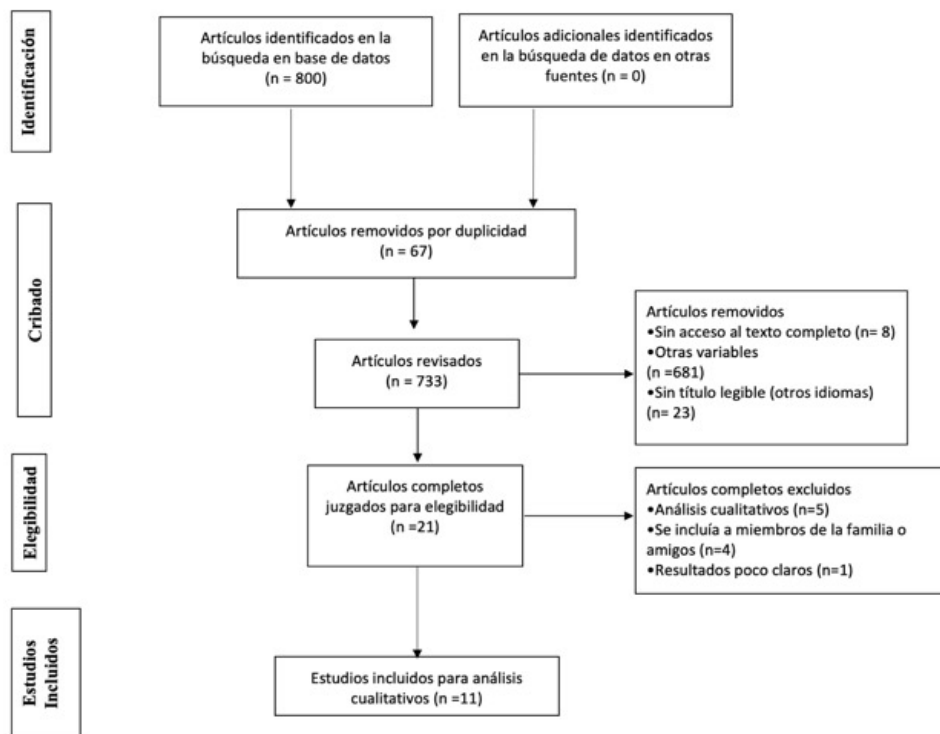 Identificación
Artículos identificados en la
búsqueda en base de datos
(n = 800)
Artículos adicionales identificados
en la búsqueda de datos en otras
fuentes (n = 0)
Cribado
Artículos removidos por duplicidad
(n = 67)
Artículos revisados
(n = 733)
Artículos removidos
•Sin acceso al texto completo (n= 8)
•Otras variables
(n =681)
•Sin título legible (otros idiomas)
(n= 23)
Elegibilidad
Artículos completos
juzgados para elegibilidad
(n =21)
Artículos completos excluidos
•Análisis cualitativos (n=5)
•Se incluía a miembros de la familia o
amigos (n=4)
•Resultados poco claros (n=1)
Estudios
Incluidos
Estudios incluidos para análisis
cualitativos (n =11)